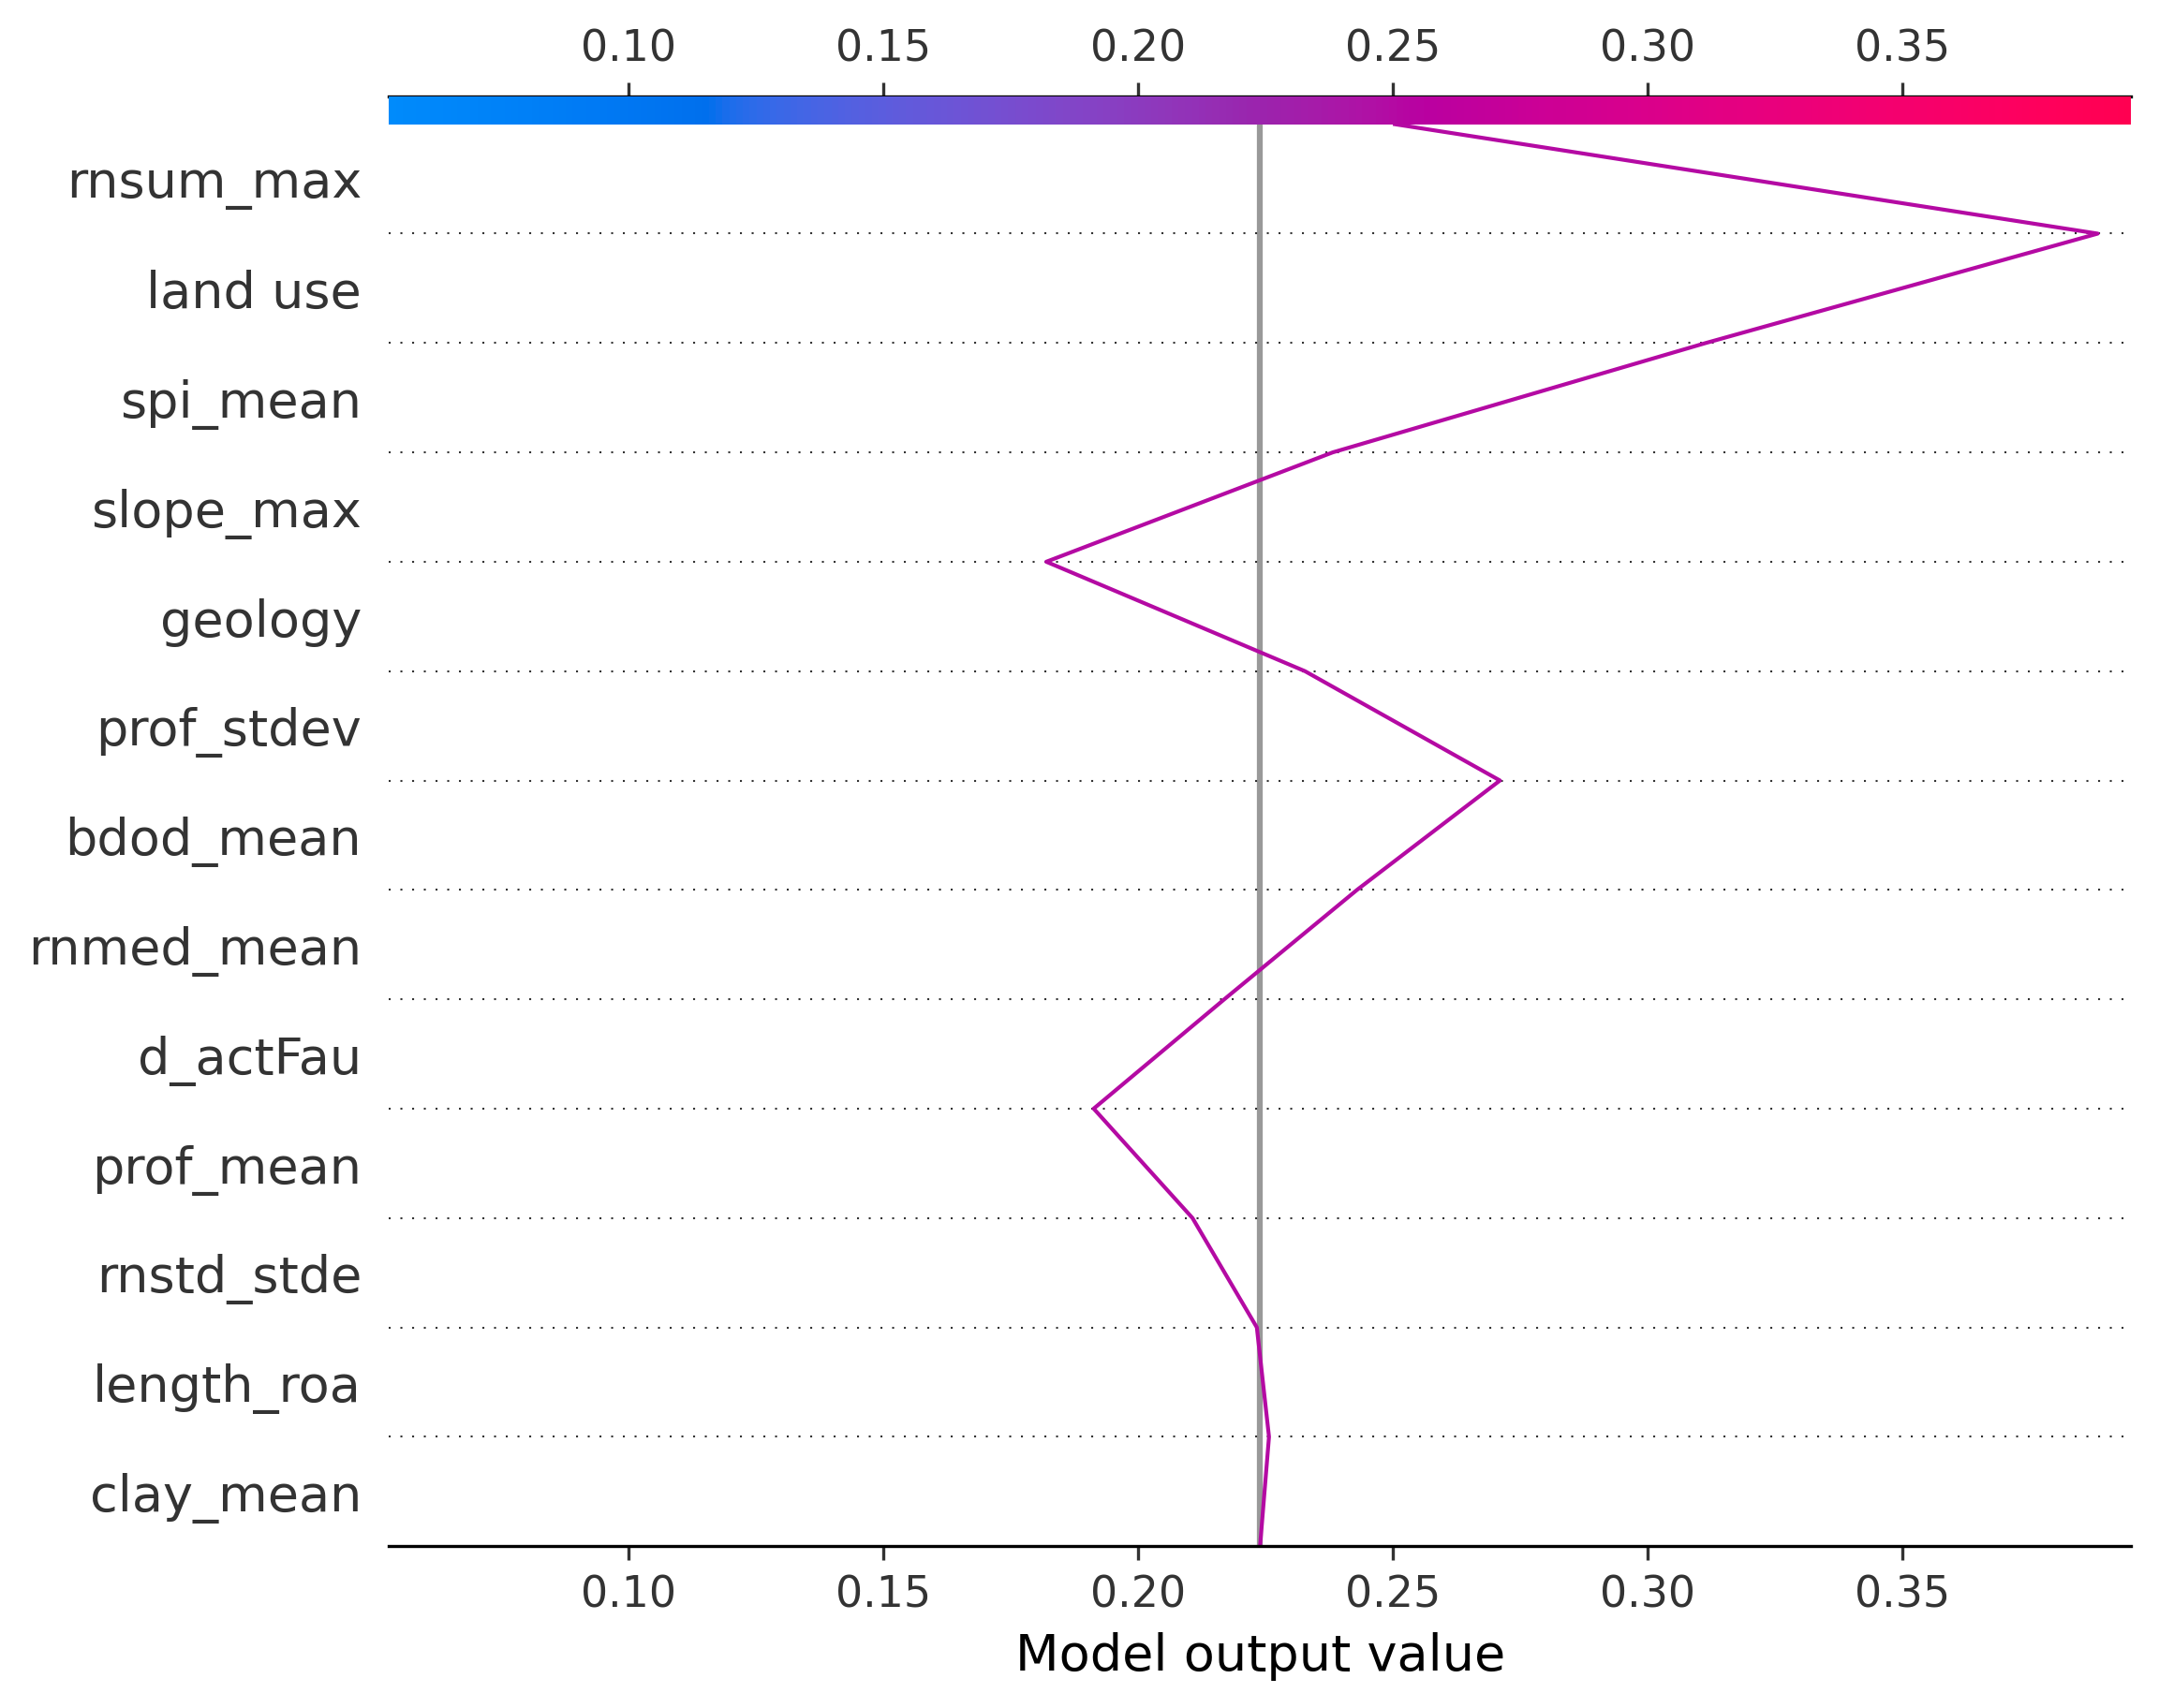 0.10 0.15 0.20 0.25 0.30 0.35
rnsum_max
land use
spi_mean
slope_max
geology
prof_stdev
bdod_mean
rnmed_mean
d_actFau
prof_mean
rnstd_stde
length_roa
clay_mean
0.10 0.15 0.20 0.25 0.30 0.35
Model output value